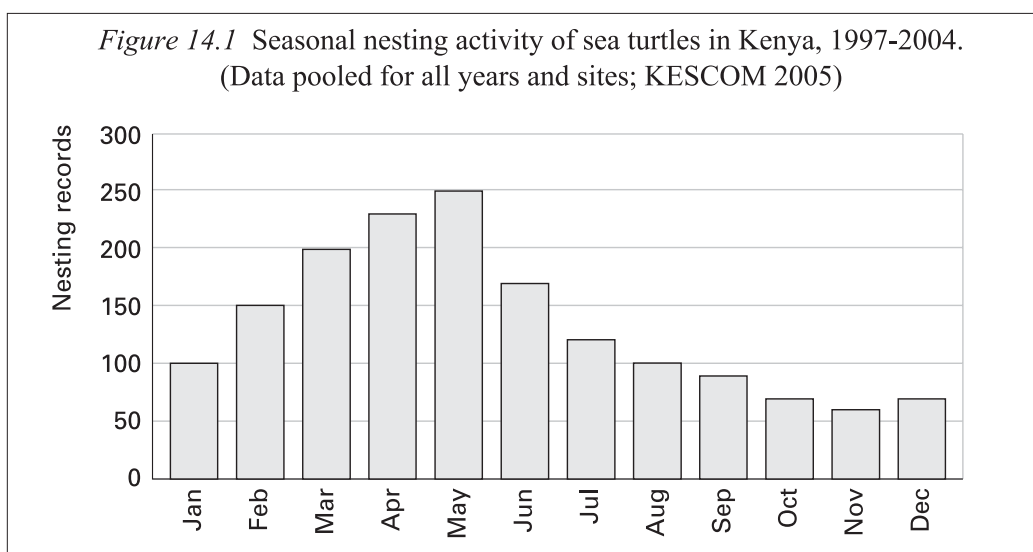 Figure 14.1 Seasonal nesting activity of sea turtles in Kenya, 1997-2004.
(Data pooled for all years and sites; KESCOM 2005)
Nesting records
300
250
200
150
100
50
0
Jan
Feb
Mar
Apr
May
Jun
Jul
Aug
Sep
Oct
Nov
Dec